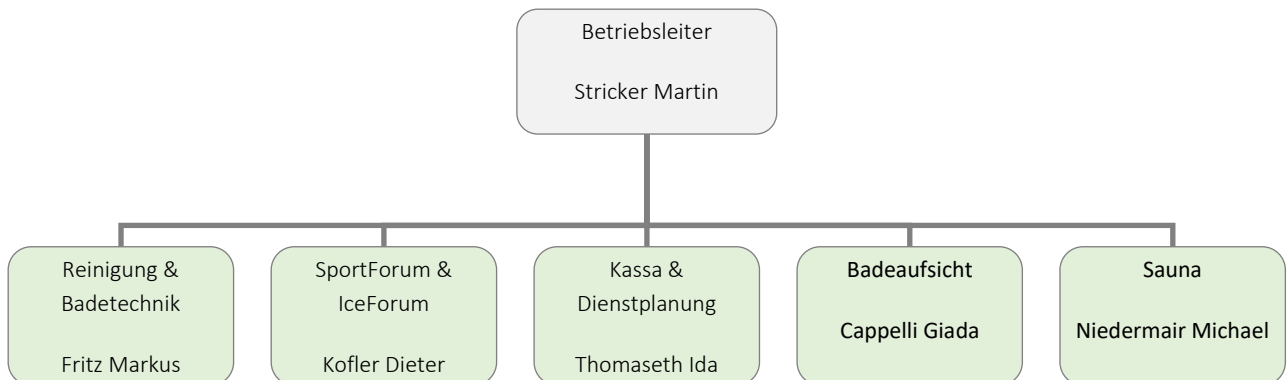 Betriebsleiter
Stricker Martin
Reinigung &
Badetechnik
Fritz Markus
SportForum &
IceForum
Kofler Dieter
Kassa &
Dienstplanung
Thomaseth Ida
Badeaufsicht
Cappelli Giada
Sauna
Niedermair Michael